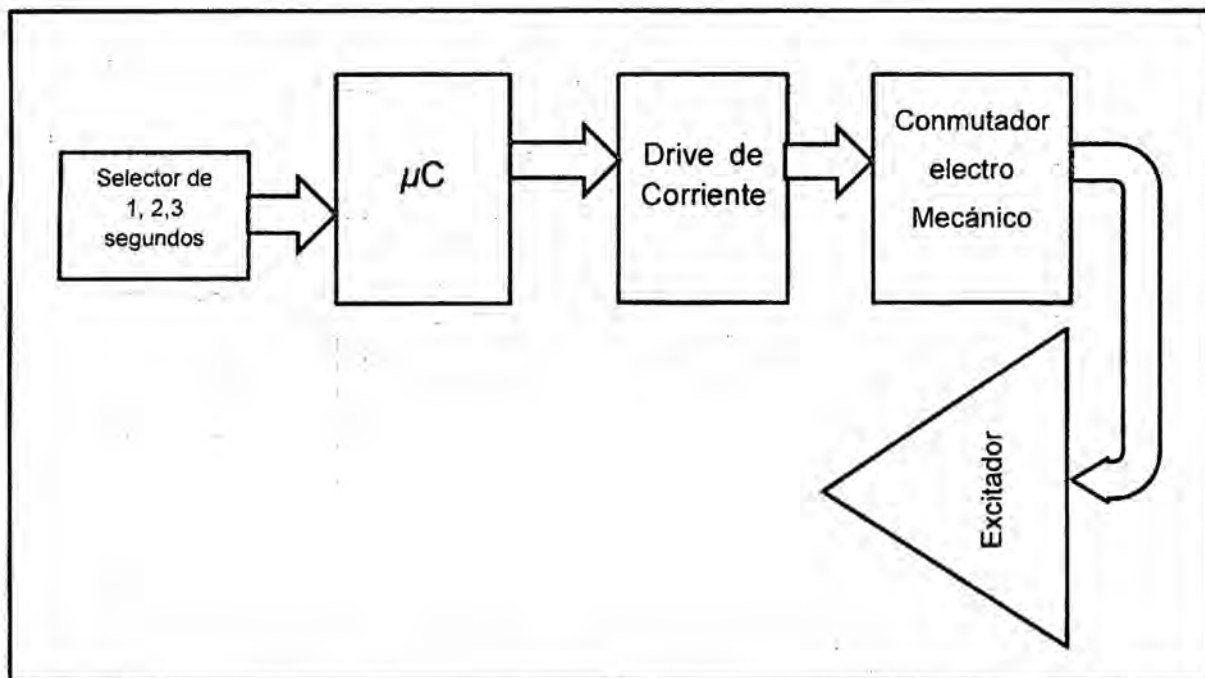 Selector de
1, 2,3
segundos
µC
Drive de
Corriente
Conmutador
electro
Mecánico
Excitador